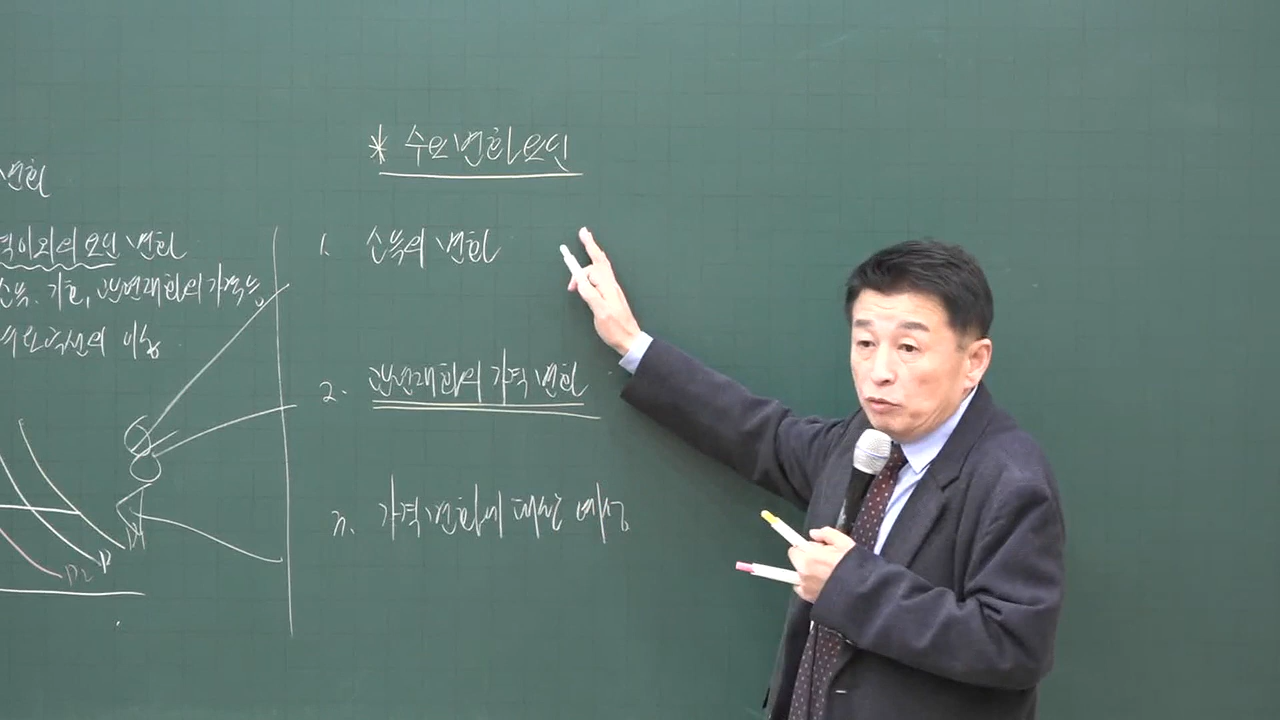 변화
격이외의 요인 변화
소득, 기호, 관련재화의 가격 등
수요곡선의 이동
D1
D
D2
* 수요변화요인
1. 소득의 변화
2. 관련재화의 가격 변화
3. 가격변화에 대한 예상